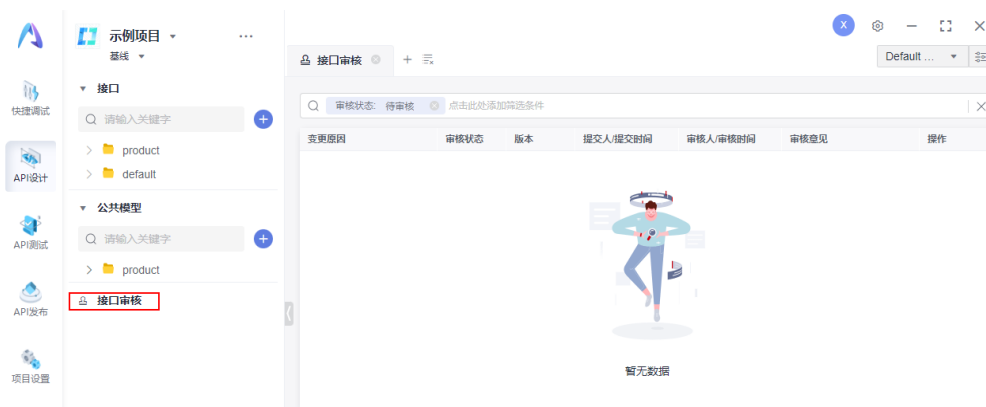 X
示例项目
基线
接口审核
Default ...
快捷调试
API设计
API测试
API发布
项目设置
接口
请输入关键字
product
default
公共模型
请输入关键字
product
接口审核
审核状态: 待审核 点击此处添加筛选条件
变更原因 审核状态 版本 提交人/提交时间 审核人/审核时间 审核意见 操作
暂无数据